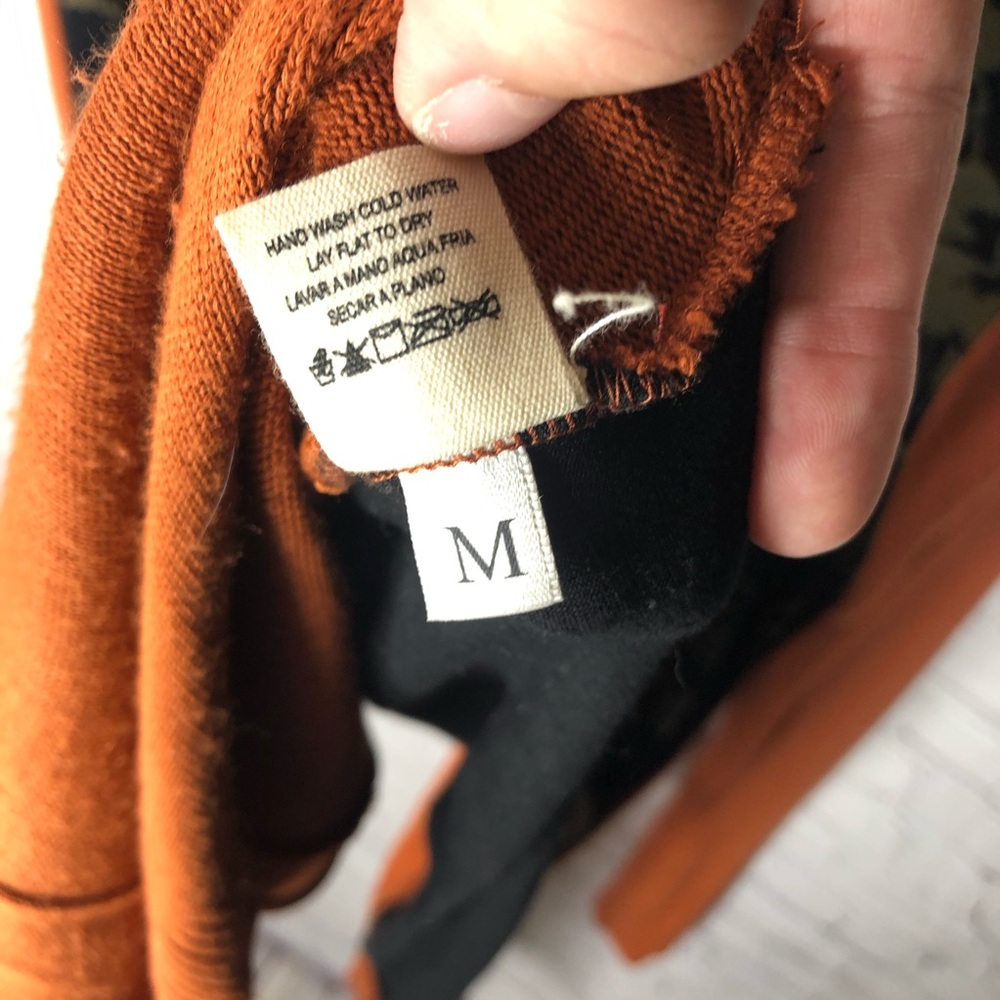 HAND WASH COLD WATER
LAY FLAT TO DRY
LAVAR A MANO AQUA FRIA
SECAR A PLANO
M